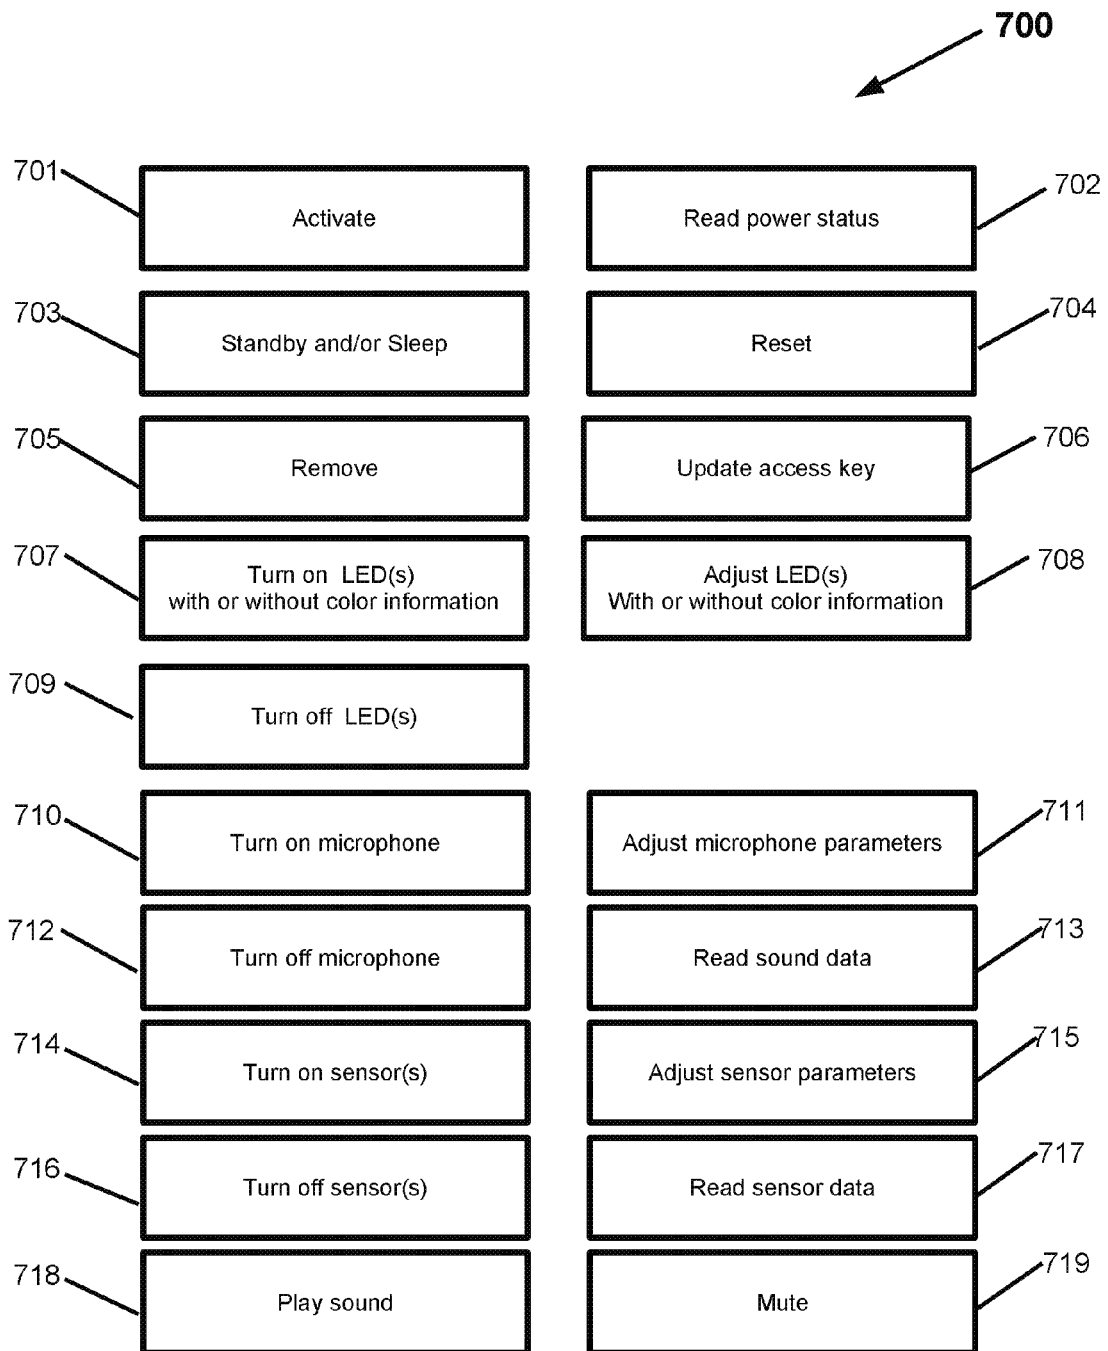 700
701
Activate
Read power status
702
703
Standby and/or Sleep
Reset
704
705
Remove
Update access key
706
707
Turn on LED(s)
with or without color information
Adjust LED(s)
With or without color information
708
709
Turn off LED(s)
710
Turn on microphone
Adjust microphone parameters
711
712
Turn off microphone
Read sound data
713
714
Turn on sensor(s)
Adjust sensor parameters
715
716
Turn off sensor(s)
Read sensor data
717
718
Play sound
Mute
719